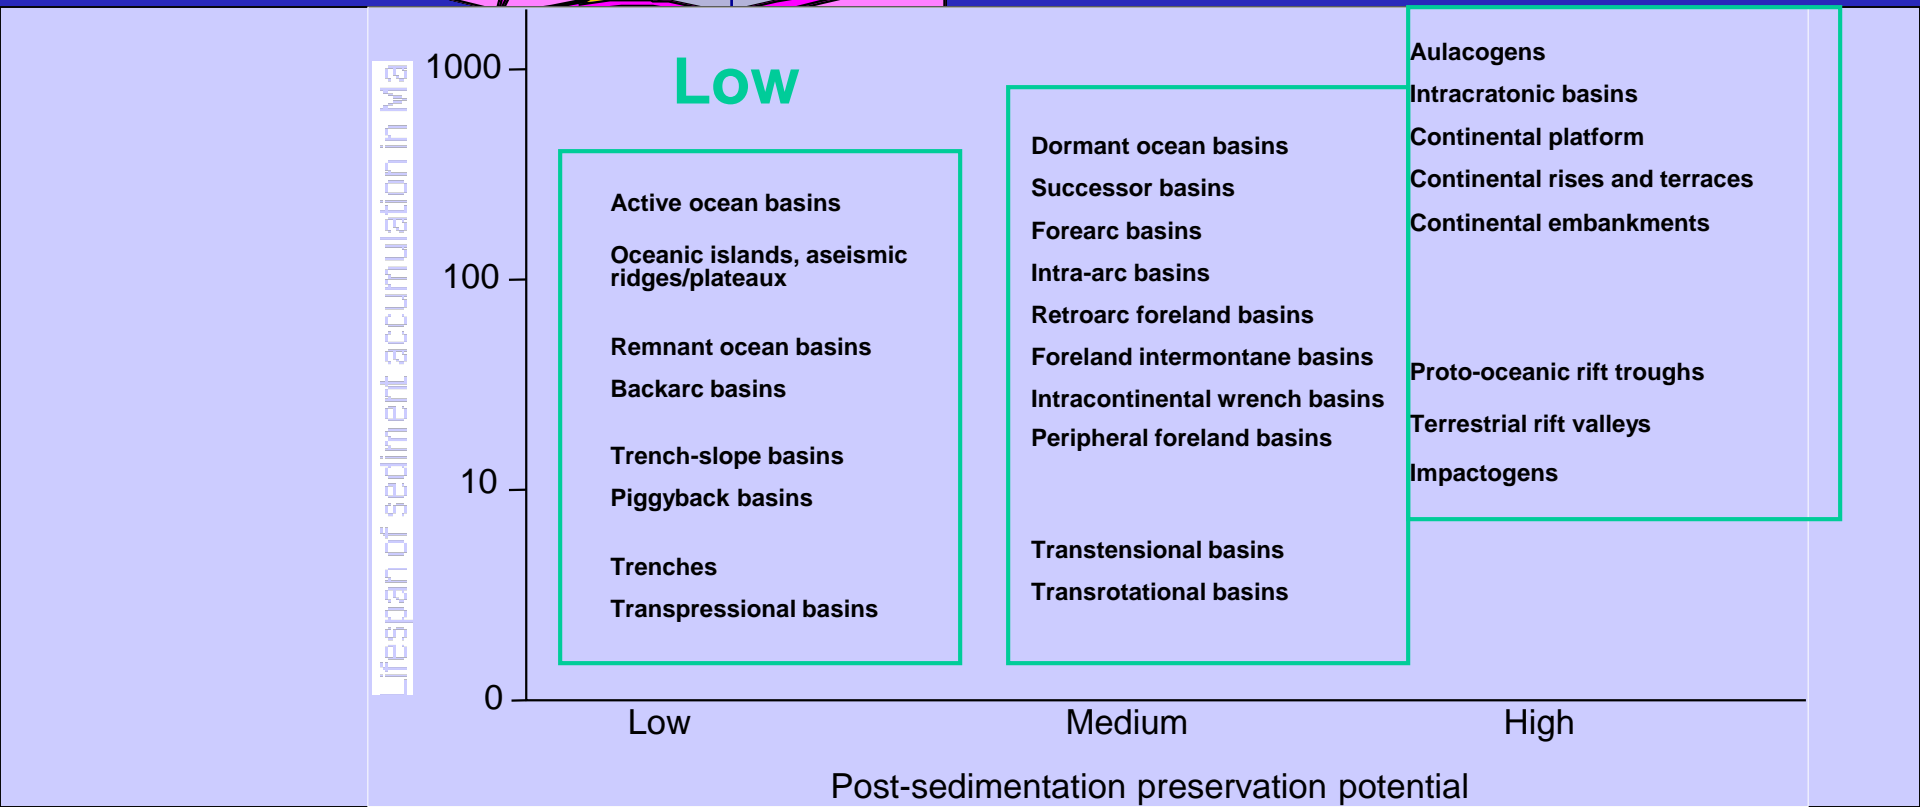 Lifespan of sediment accumulation in Ma
1000
100
10
0
Low
Active ocean basins
Oceanic islands, aseismic
ridges/plateaux
Remnant ocean basins
Backarc basins
Trench-slope basins
Piggyback basins
Trenches
Transpressional basins
Dormant ocean basins
Successor basins
Forearc basins
Intra-arc basins
Retroarc foreland basins
Foreland intermontane basins
Intracontinental wrench basins
Peripheral foreland basins
Transtensional basins
Transrotational basins
Aulacogens
Intracratonic basins
Continental platform
Continental rises and terraces
Continental embankments
Proto-oceanic rift troughs
Terrestrial rift valleys
Impactogens
Low
Medium
High
Post-sedimentation preservation potential